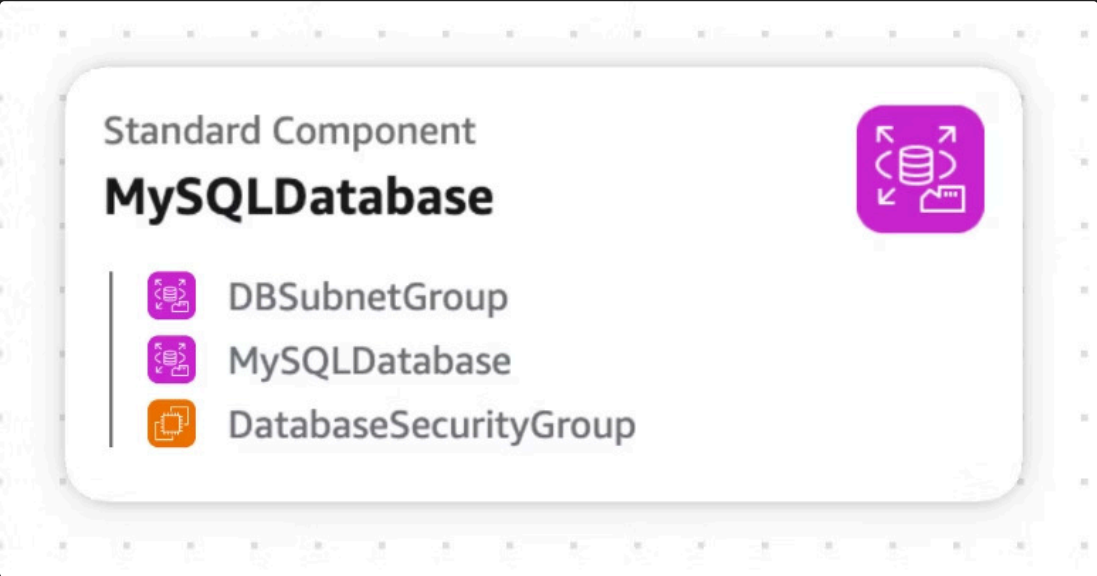 Standard Component
MySQLDatabase
DBSubnetGroup
MySQLDatabase
DatabaseSecurityGroup